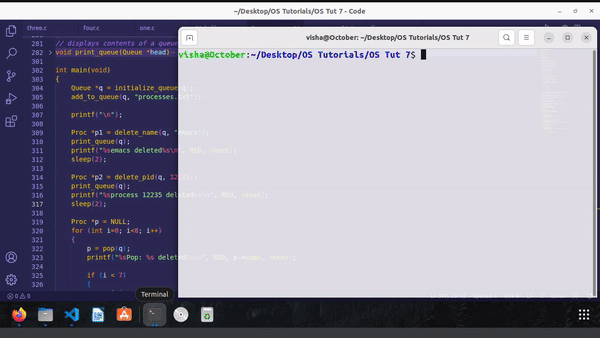 ~/Desktop/OS Tutorials/OS Tut 7 - Code
three.c four.c one.c
visha@October: ~/Desktop/OS Tutorials/OS Tut 7
visha@October:~/Desktop/OS Tutorials/OS Tut 7$
281 // displays contents of a queue
282 void print_queue(Queue *head)
301
302 int main(void)
303 {
304 Queue *q = initialize_queue
305 add_to_queue(q, "processes.
306
307 printf("\n");
308
309 Proc *p1 = delete_name(q, "emacs");
310 print_queue(q);
311 printf("%semacs deleted%s\n", RED, reset);
312 sleep(2);
313
314 Proc *p2 = delete_pid(q, 12235);
315 print_queue(q);
316 printf("%sprocess 12235 deleted%s\n", RED, reset);
317 sleep(2);
318
319 Proc *p = NULL;
320 for (int i=0; i<8; i++)
321 {
322 p = pop(q);
323 printf("%sPop: %s deleted
324
325 if (i < 7)
326 {
0 0
Terminal